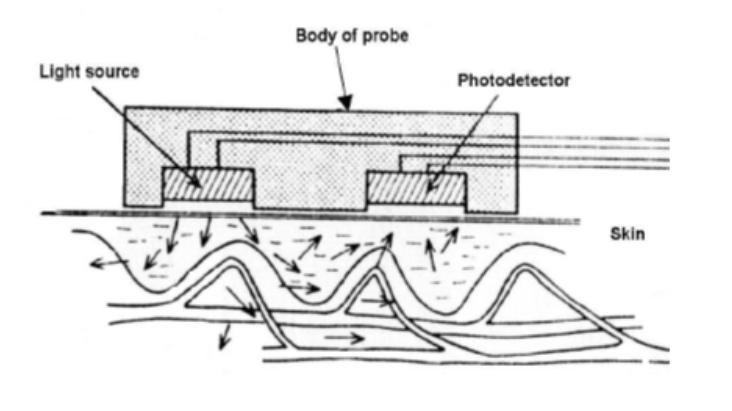 Body of probe
Light source
Photodetector
Skin